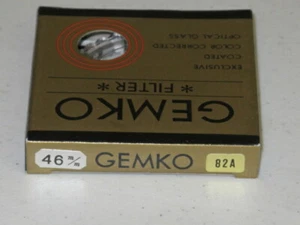 GEMKO
* FILTER *
EXCLUSIVE
COATED
COLOR CORRECTED
OPTICAL GLASS
46 m/m GEMKO 82A